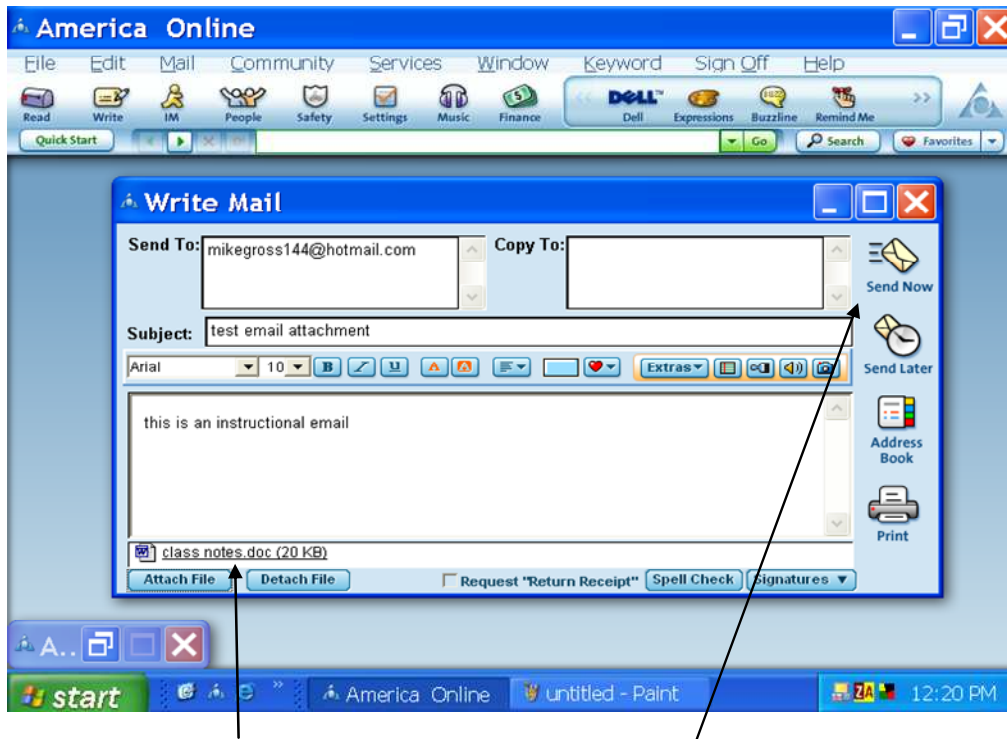 America Online
File Edit Mail Community Services Window Keyword Sign Off Help
Read Write IM People Safety Settings Music Finance DELL Dell Expressions Buzzline Remind Me >>
Quick Start Go Search Favorites
Write Mail
Send To: mikegross144@hotmail.com Copy To:
Send Now
Subject: test email attachment
Arial 10 B I U A A Extras Send Later
this is an instructional email
Address
Book
Print
class notes.doc (20 KB)
Attach File Detach File Request "Return Receipt" Spell Check Signatures
A..
start » America Online untitled - Paint ZA 12:20 PM